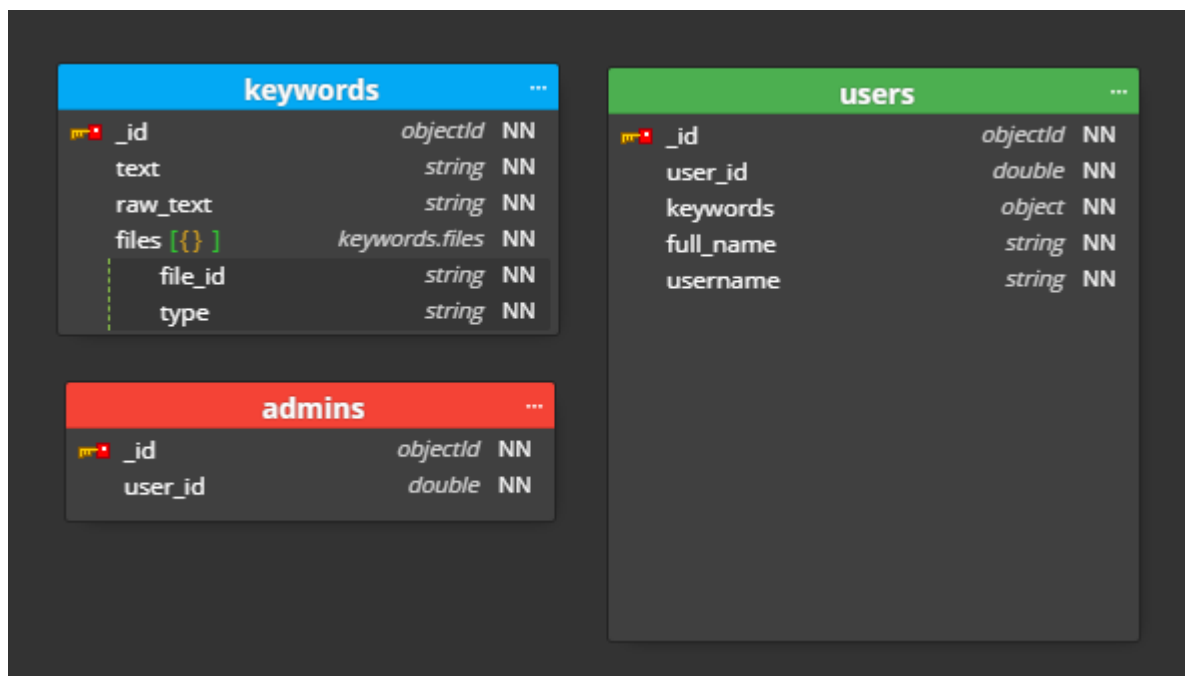 keywords ...
_id objectId NN
text string NN
raw_text string NN
files [{} ] keywords.files NN
file_id string NN
type string NN
admins ...
_id objectId NN
user_id double NN
users ...
_id objectId NN
user_id double NN
keywords object NN
full_name string NN
username string NN